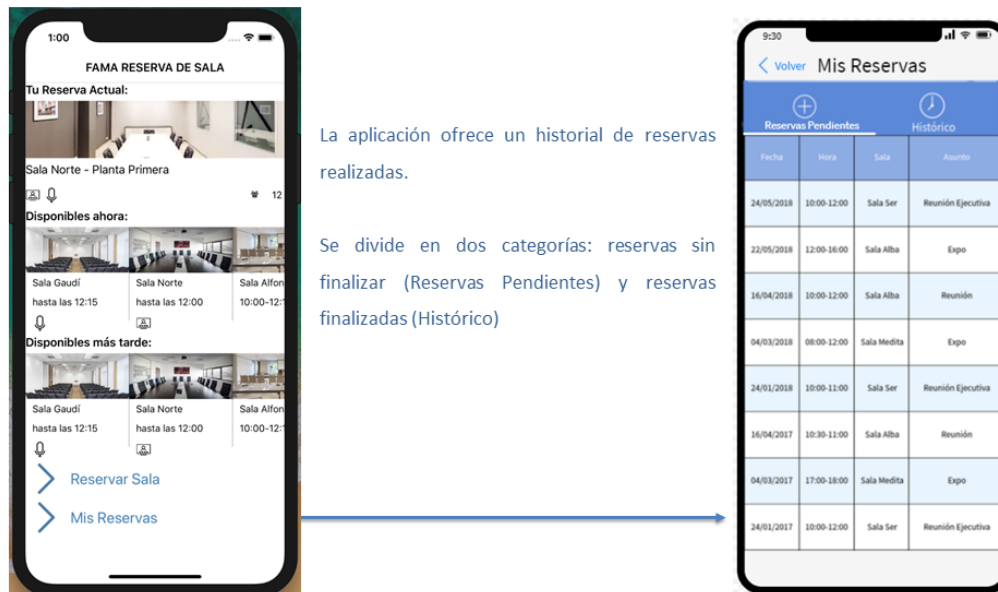 1:00
FAMA RESERVA DE SALA
Tu Reserva Actual:
Sala Norte - Planta Primera
12
Disponibles ahora:
Sala Gaudí Sala Norte Sala Alfon
hasta las 12:15 hasta las 12:00 10:00-12:1
Disponibles más tarde:
Sala Gaudí Sala Norte Sala Alfon
hasta las 12:15 hasta las 12:00 10:00-12:1
Reservar Sala
Mis Reservas
La aplicación ofrece un historial de reservas
realizadas.
Se divide en dos categorías: reservas sin
finalizar (Reservas Pendientes) y reservas
finalizadas (Histórico)
9:30
Volver Mis Reservas
Reservas Pendientes Histórico
Fecha Hora Sala Asunto
24/05/2018 10:00-12:00 Sala Ser Reunión Ejecutiva
22/05/2018 12:00-16:00 Sala Alba Expo
16/04/2018 10:00-12:00 Sala Alba Reunión
04/03/2018 08:00-12:00 Sala Medita Expo
24/01/2018 10:00-11:00 Sala Ser Reunión Ejecutiva
16/04/2017 10:30-11:00 Sala Alba Reunión
04/03/2017 17:00-18:00 Sala Medita Expo
24/01/2017 10:00-12:00 Sala Ser Reunión Ejecutiva